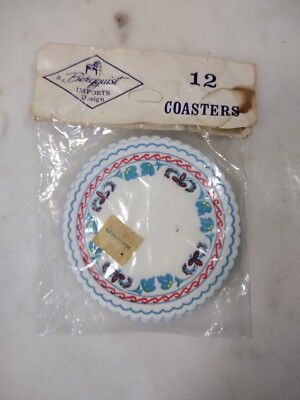 a Bergquist
IMPORTS
Design
12
COASTERS